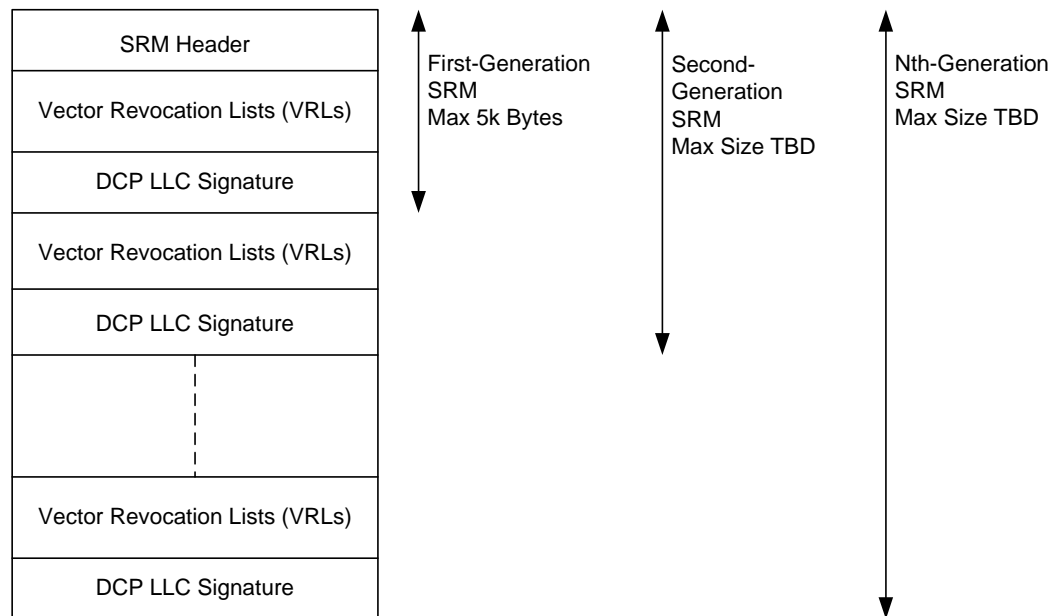 SRM Header
Vector Revocation Lists (VRLs)
DCP LLC Signature
Vector Revocation Lists (VRLs)
DCP LLC Signature
Vector Revocation Lists (VRLs)
DCP LLC Signature
First-Generation
SRM
Max 5k Bytes
Second-
Generation
SRM
Max Size TBD
Nth-Generation
SRM
Max Size TBD